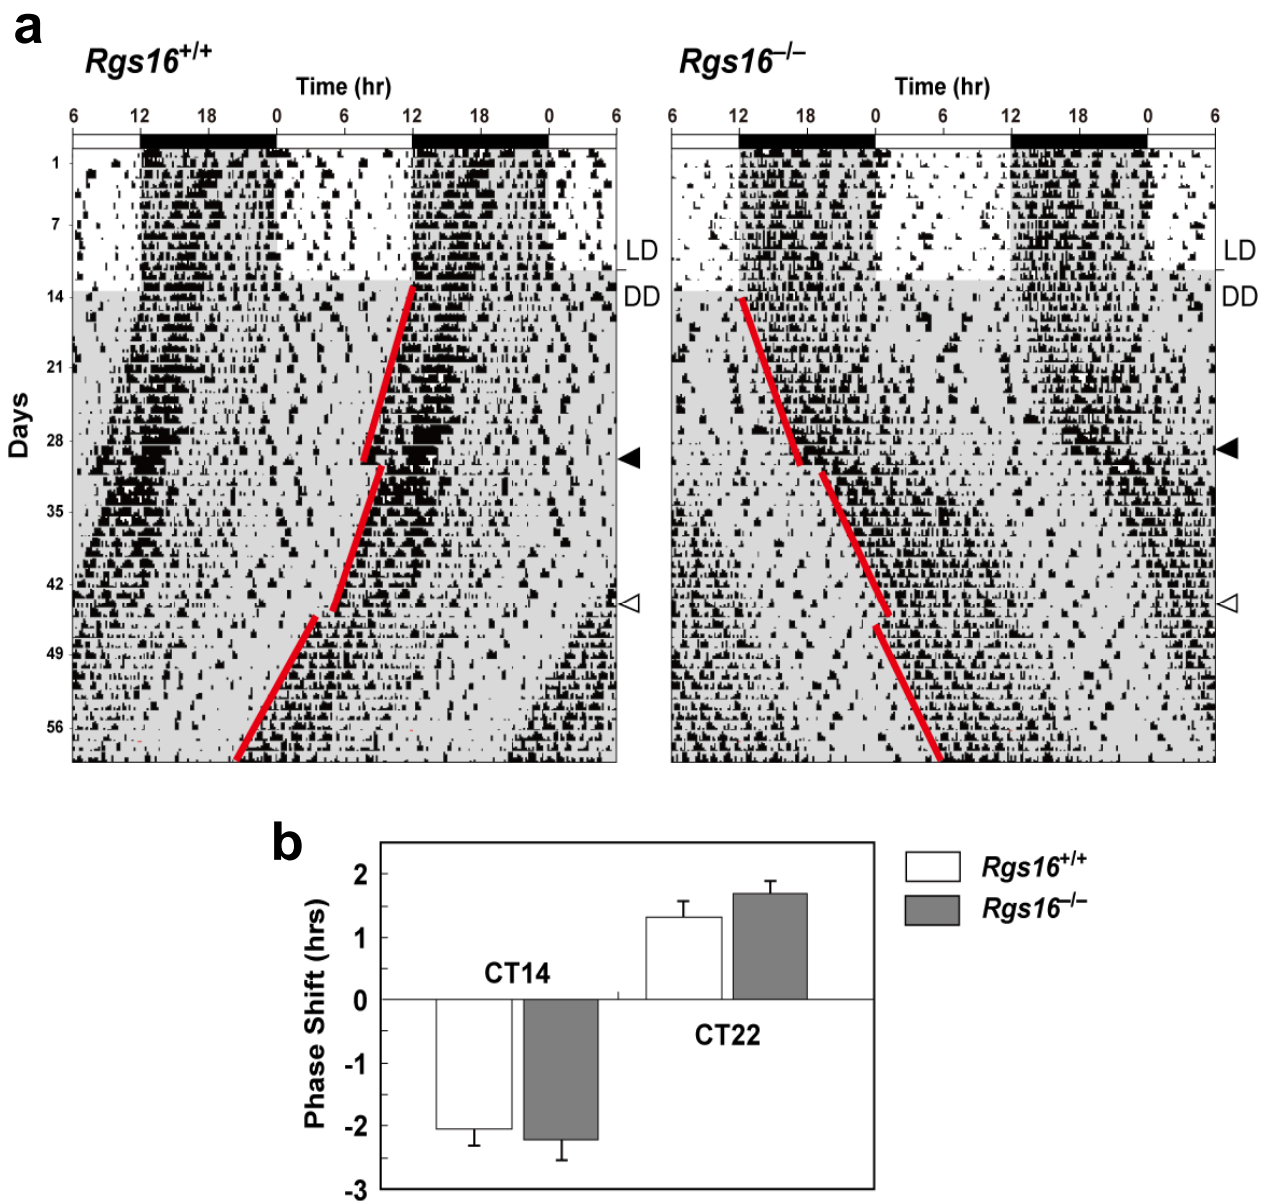 a
Rgs16+/+
Rgs16–/–
Time (hr)
Time (hr)
6 12 18 0 6 12 18 0 6
6 12 18 0 6 12 18 0 6
Days
1
7
14
21
28
35
42
49
56
LD
DD
LD
DD
b
Phase Shift (hrs)
2
1
0
-1
-2
-3
CT14
CT22
Rgs16+/+
Rgs16–/–